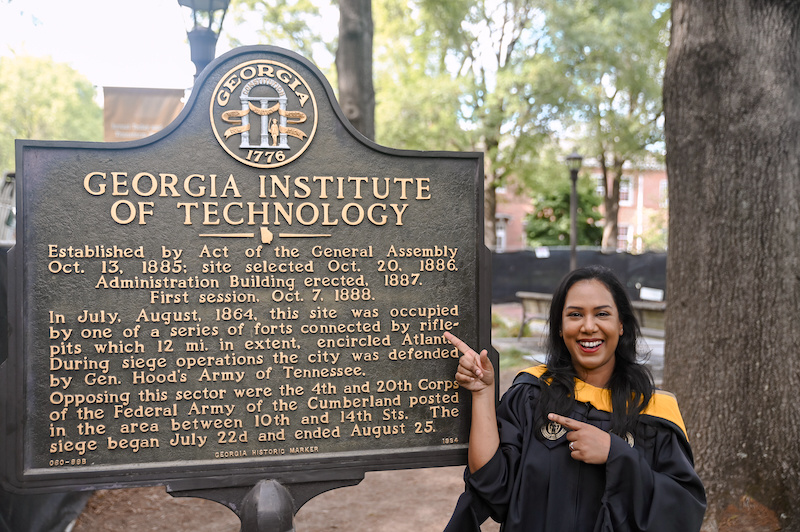 GEORGIA
1776
GEORGIA INSTITUTE
OF TECHNOLOGY
Established by Act of the General Assembly
Oct. 13, 1885; site selected Oct. 20, 1886.
Administration Building erected, 1887.
First session, Oct. 7, 1888.
In July, August, 1864, this site was occupied
by one of a series of forts connected by rifle-
pits which 12 mi. in extent, encircled Atlanta.
During siege operations the city was defended
by Gen. Hood's Army of Tennessee.
Opposing this sector were the 4th and 20th Corps
of the Federal Army of the Cumberland posted
in the area between 10th and 14th Sts. The
siege began July 22d and ended August 25.
060-99B GEORGIA HISTORIC MARKER 1954